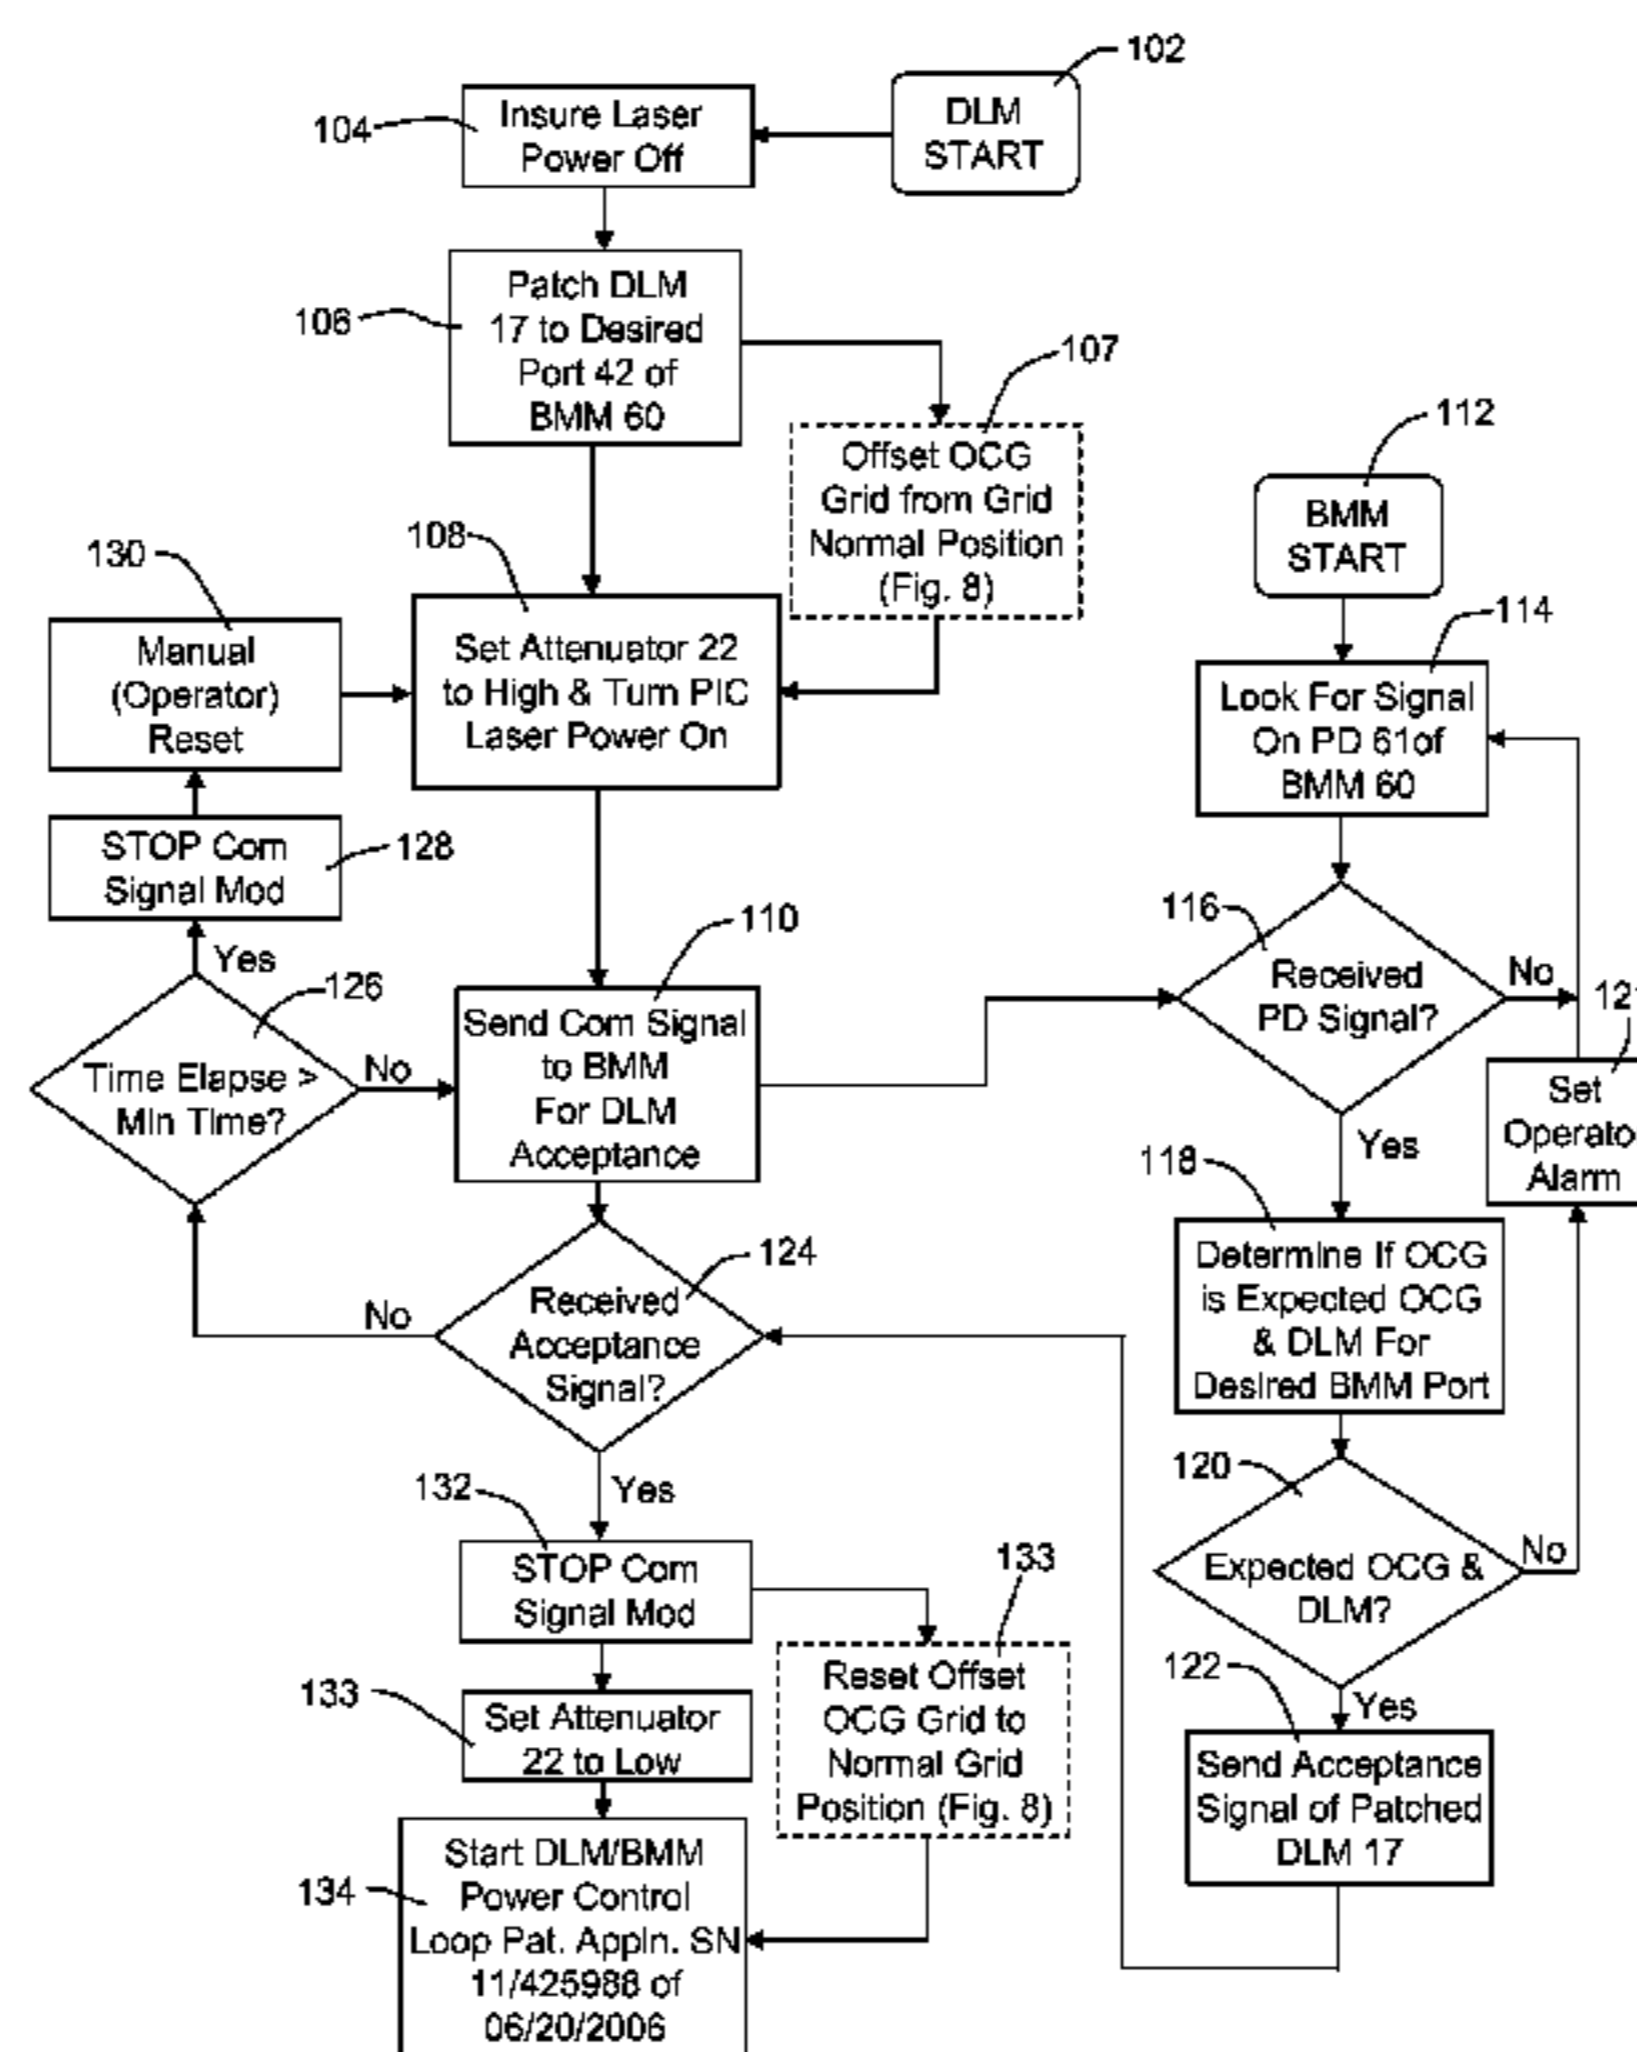 102
DLM
START
104
Insure Laser
Power Off
106
Patch DLM
17 to Desired
Port 42 of
BMM 60
107
Offset OCG
Grid from Grid
Normal Position
(Fig. 8)
112
BMM
START
108
Set Attenuator 22
to High & Turn PIC
Laser Power On
130
Manual
(Operator)
Reset
114
Look For Signal
On PD 61of
BMM 60
STOP Com
Signal Mod
128
Yes
126
Time Elapse >
Min Time?
No
110
Send Com Signal
to BMM
For DLM
Acceptance
116
Received
PD Signal?
No
Yes
121
Set
Operato
Alarm
118
Determine If OCG
is Expected OCG
& DLM For
Desired BMM Port
124
Received
Acceptance
Signal?
No
Yes
120
Expected OCG &
DLM?
No
Yes
132
STOP Com
Signal Mod
133
Reset Offset
OCG Grid to
Normal Grid
Position (Fig. 8)
122
Send Acceptance
Signal of Patched
DLM 17
133
Set Attenuator
22 to Low
134
Start DLM/BMM
Power Control
Loop Pat. Appln. SN
11/425988 of
06/20/2006